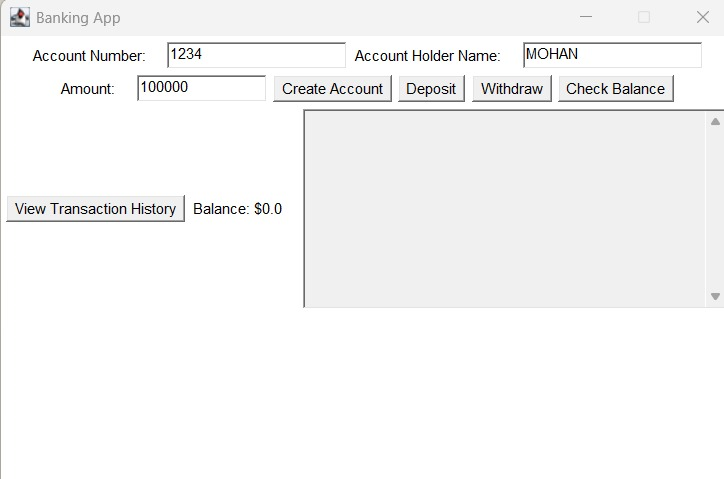 Banking App
Account Number: 1234 Account Holder Name: MOHAN
Amount: 100000 Create Account Deposit Withdraw Check Balance
View Transaction History Balance: $0.0